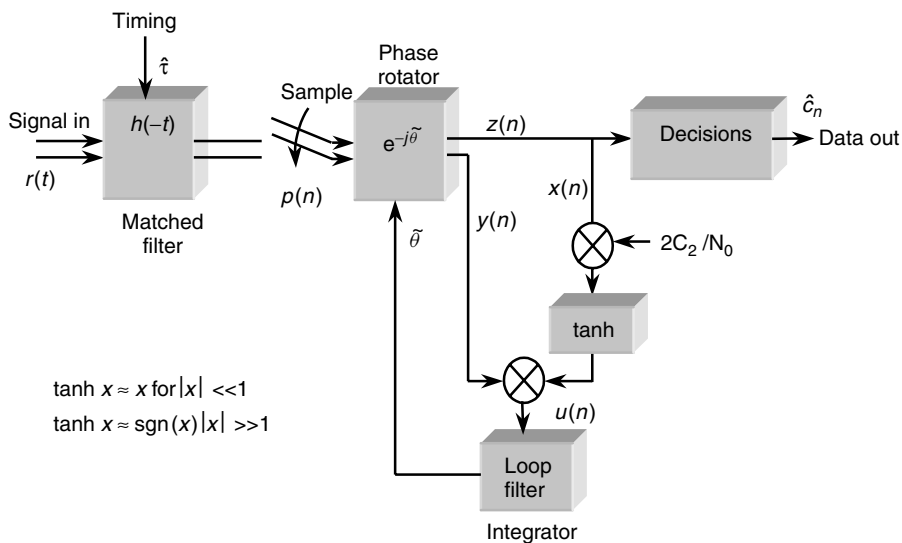 Timing
τ̂
Signal in
r(t)
h(−t)
Matched
filter
Sample
p(n)
Phase
rotator
e^{−jθ̃}
θ̃
z(n)
y(n)
x(n)
Decisions
ĉ_n
Data out
2C_2 /N_0
tanh
u(n)
Loop
filter
Integrator
tanh x ≈ x for |x| <<1
tanh x ≈ sgn(x) |x| >>1